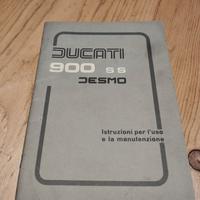 DUCATI
900 SS
DESMO
Istruzioni per l'uso
e la manutenzione